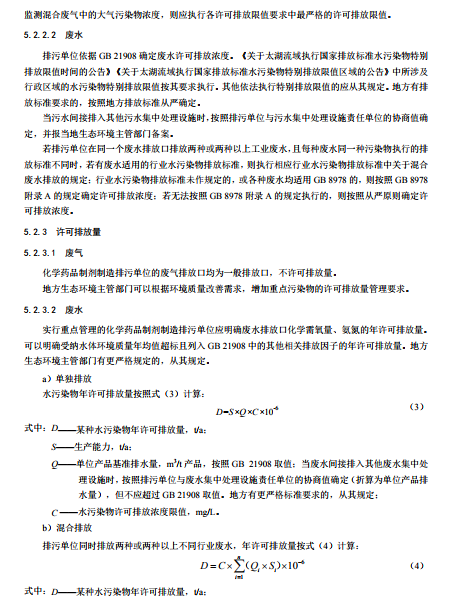 监测混合废气中的大气污染物浓度，则应执行各许可排放限值要求中最严格的许可排放限值。
5.2.2.2 废水
排污单位依据 GB 21908 确定废水许可排放浓度。《关于太湖流域执行国家排放标准水污染物特别
排放限值时间的公告》《关于太湖流域执行国家排放标准水污染物特别排放限值区域的公告》中所涉及
行政区域的水污染物特别排放限值按其要求执行。其他依法执行特别排放限值的应从其规定。地方有排
放标准要求的，按照地方排放标准从严确定。
当污水间接排入其他污水集中处理设施时，按照排污单位与污水集中处理设施责任单位的协商值确
定，并报当地生态环境主管部门备案。
若排污单位在同一个废水排放口排放两种或两种以上工业废水，且每种废水同一种污染物执行的排
放标准不同时，若有废水适用的行业水污染物排放标准，则执行相应行业水污染物排放标准中关于混合
废水排放的规定；行业水污染物排放标准未作规定的，或各种废水均适用 GB 8978 的，则按照 GB 8978
附录 A 的规定确定许可排放浓度；若无法按照 GB 8978 附录 A 的规定执行的，则按照从严原则确定许
可排放浓度。
5.2.3 许可排放量
5.2.3.1 废气
化学药品制剂制造排污单位的废气排放口均为一般排放口，不许可排放量。
地方生态环境主管部门可以根据环境质量改善需求，增加重点污染物的许可排放量管理要求。
5.2.3.2 废水
实行重点管理的化学药品制剂制造排污单位应明确废水排放口化学需氧量、氨氮的年许可排放量。
可以明确受纳水体环境质量年均值超标且列入 GB 21908 中的其他相关排放因子的年许可排放量。地方
生态环境主管部门有更严格规定的，从其规定。
a）单独排放
水污染物年许可排放量按照式（3）计算：
D=S×Q×C×10⁻⁶ （3）
式中：D——某种水污染物年许可排放量，t/a；
S——生产能力，t/a；
Q——单位产品基准排水量，m³/t 产品，按照 GB 21908 取值；当废水间接排入其他废水集中处
理设施时，按照排污单位与废水集中处理设施责任单位的协商值确定（折算为单位产品排
水量），但不应超过 GB 21908 取值。地方有更严格标准要求的，从其规定；
C——水污染物许可排放浓度限值，mg/L。
b）混合排放
排污单位同时排放两种或两种以上不同行业废水，年许可排放量按式（4）计算：
D = C × ∑ⁿᵢ₌₁ (Qᵢ × Sᵢ) × 10⁻⁶ （4）
式中：D——某种水污染物年许可排放量，t/a；